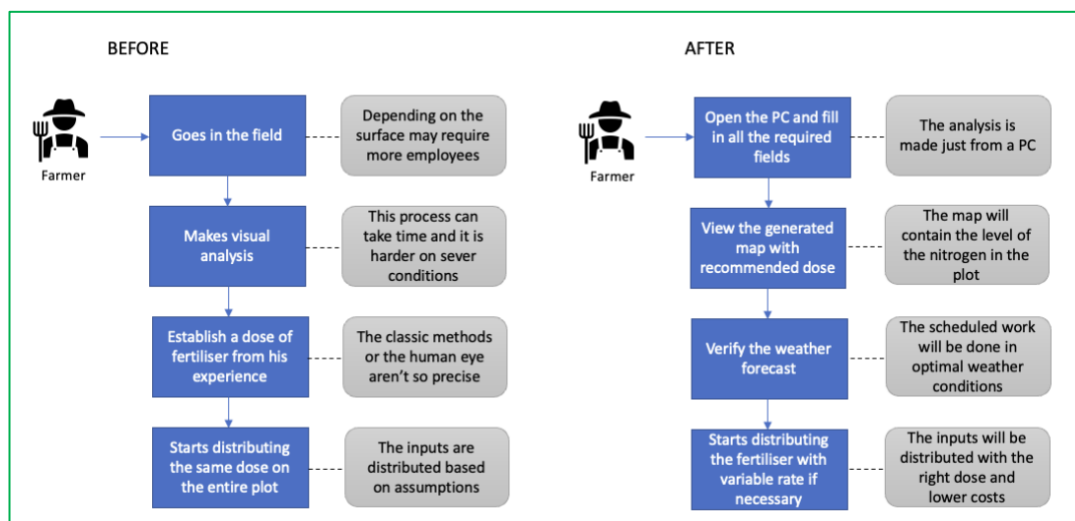 BEFORE
Farmer
Goes in the field
Depending on the
surface may require
more employees
Makes visual
analysis
This process can
take time and it is
harder on sever
conditions
Establish a dose of
fertiliser from his
experience
The classic methods
or the human eye
aren't so precise
Starts distributing
the same dose on
the entire plot
The inputs are
distributed based
on assumptions
AFTER
Farmer
Open the PC and fill
in all the required
fields
The analysis is
made just from a PC
View the generated
map with
recommended dose
The map will
contain the level of
the nitrogen in the
plot
Verify the weather
forecast
The scheduled work
will be done in
optimal weather
conditions
Starts distributing
the fertiliser with
variable rate if
necessary
The inputs will be
distributed with the
right dose and
lower costs